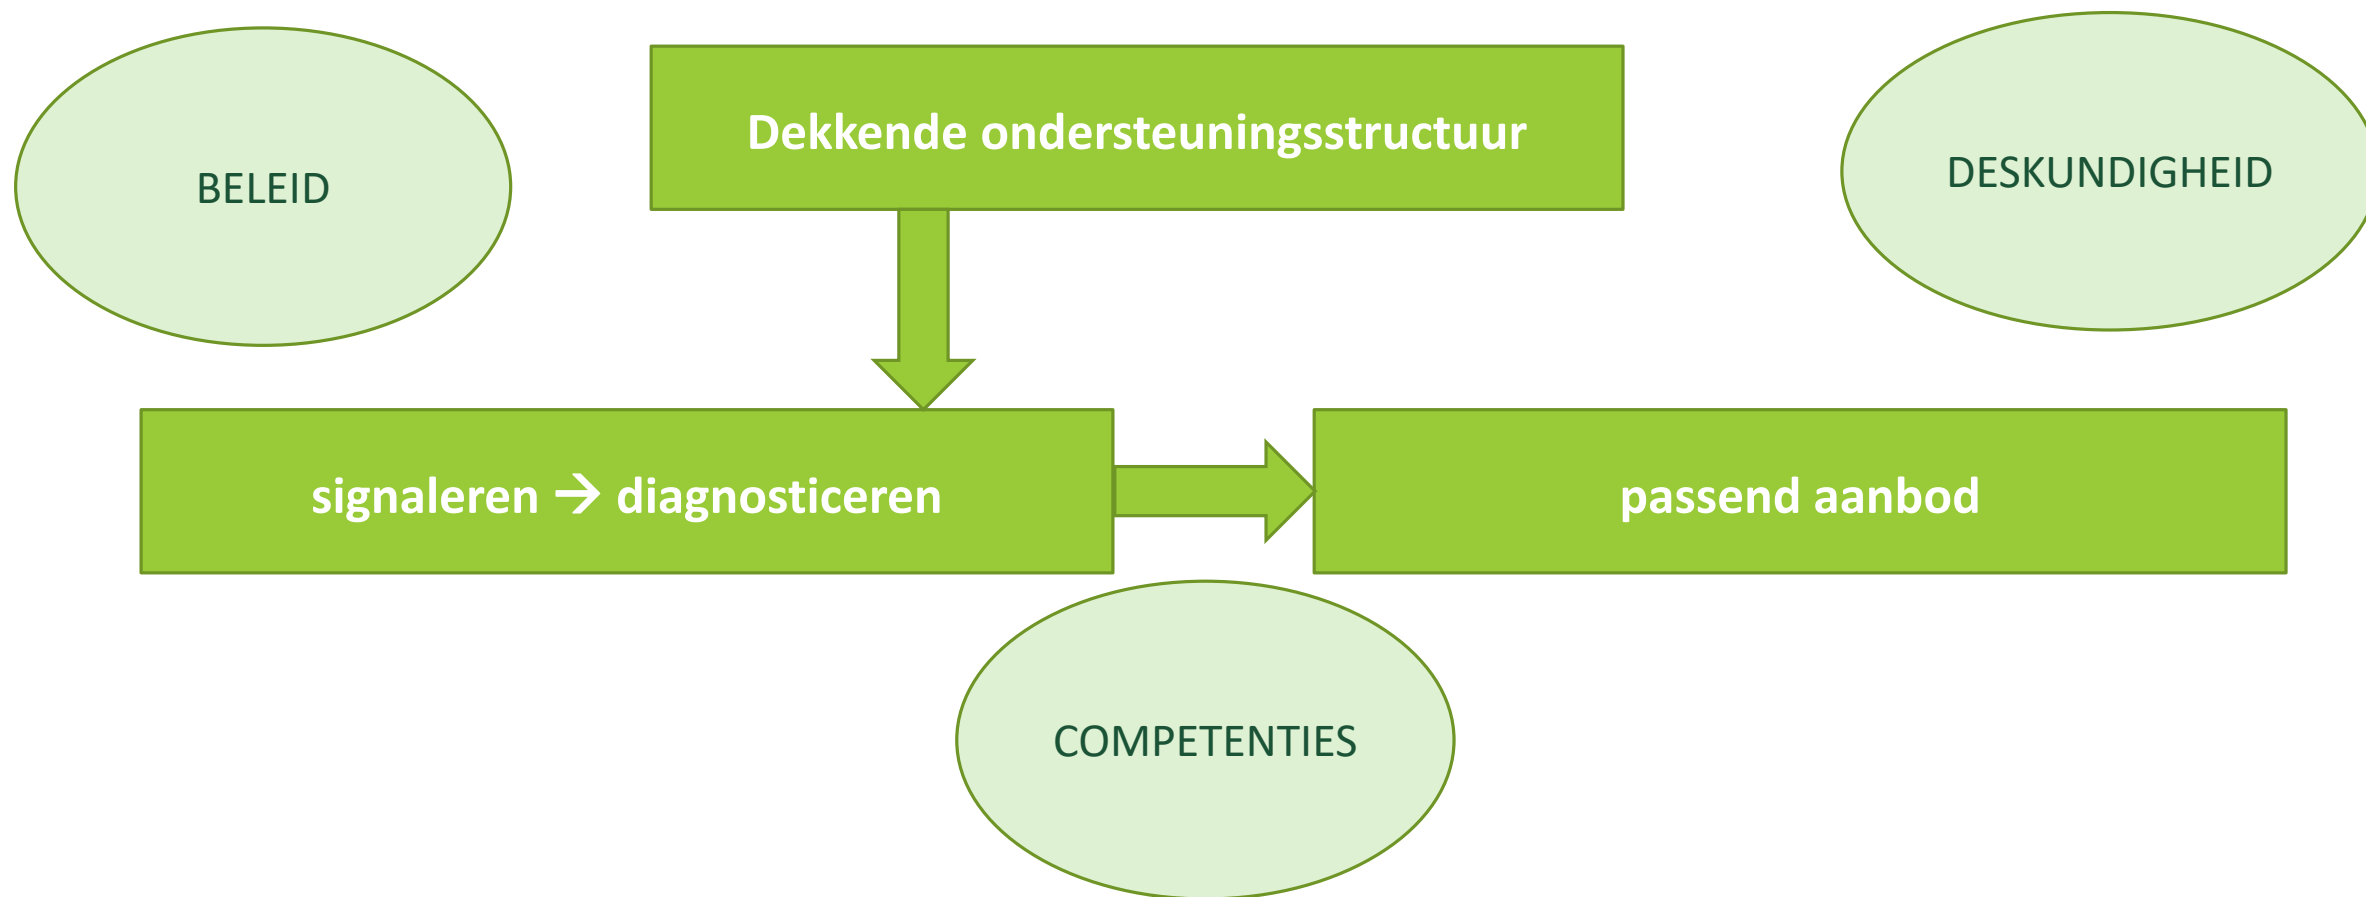 BELEID
Dekkende ondersteuningsstructuur
DESKUNDIGHEID
signaleren → diagnosticeren
passend aanbod
COMPETENTIES